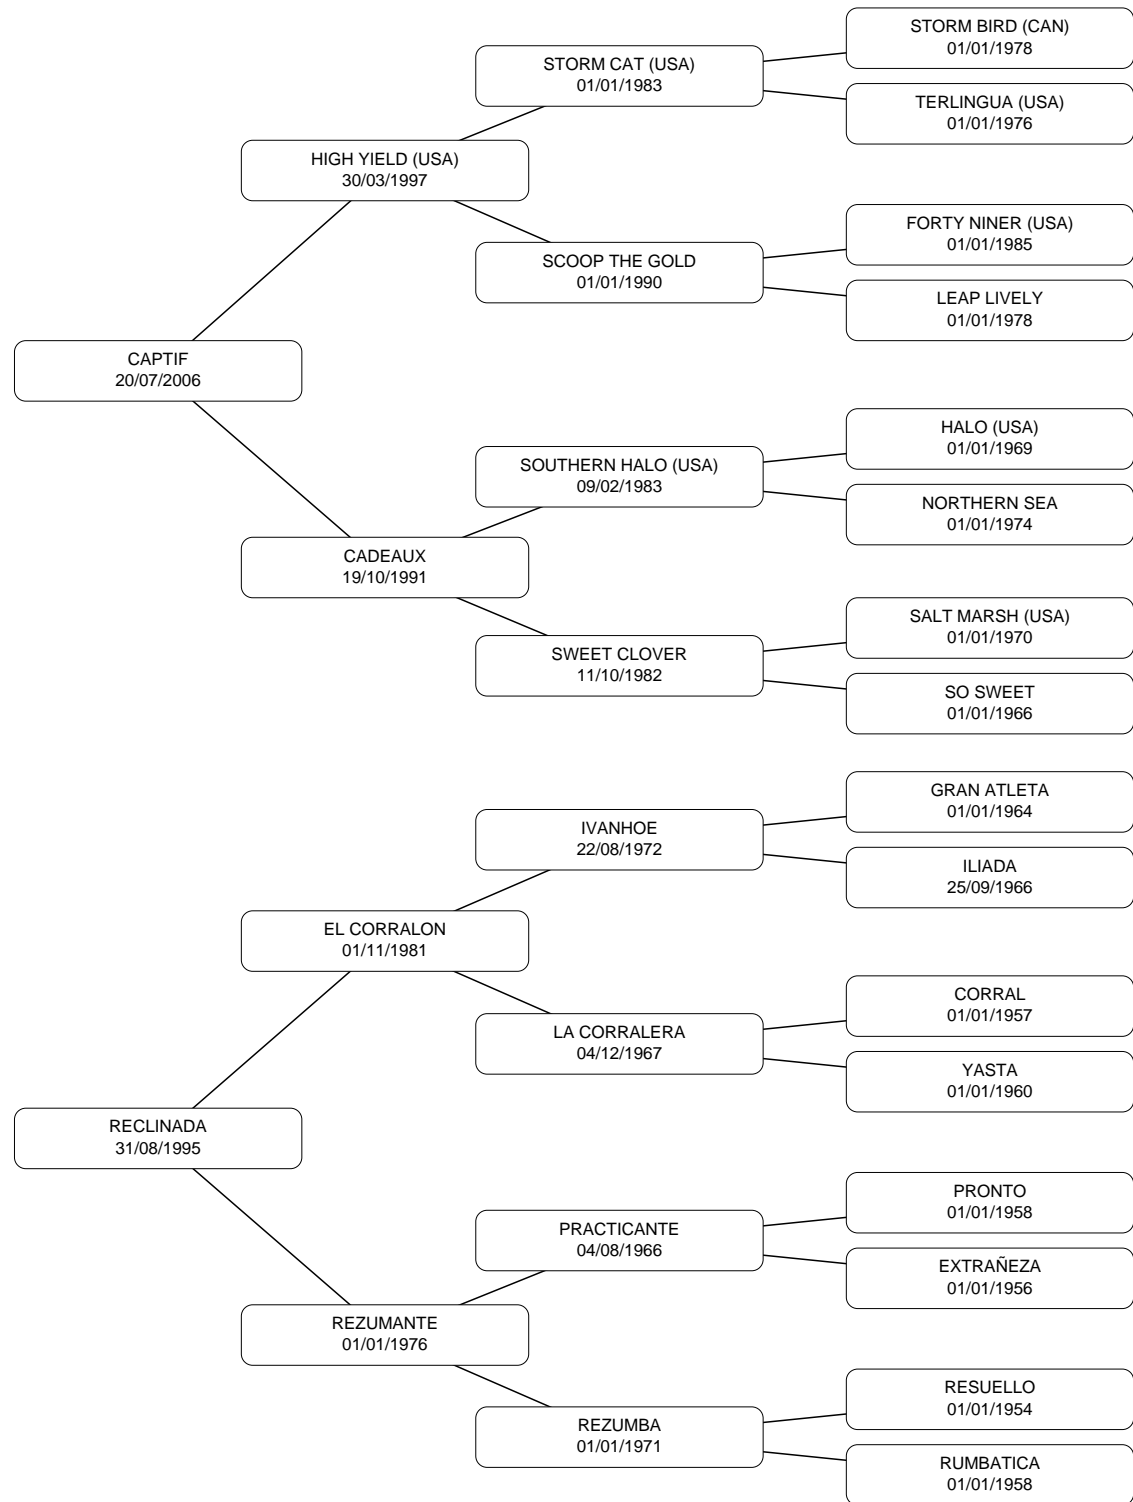 STORM BIRD (CAN)
01/01/1978
STORM CAT (USA)
01/01/1983
TERLINGUA (USA)
01/01/1976
HIGH YIELD (USA)
30/03/1997
FORTY NINER (USA)
01/01/1985
SCOOP THE GOLD
01/01/1990
LEAP LIVELY
01/01/1978
CAPTIF
20/07/2006
HALO (USA)
01/01/1969
SOUTHERN HALO (USA)
09/02/1983
NORTHERN SEA
01/01/1974
CADEAUX
19/10/1991
SALT MARSH (USA)
01/01/1970
SWEET CLOVER
11/10/1982
SO SWEET
01/01/1966
GRAN ATLETA
01/01/1964
IVANHOE
22/08/1972
ILIADA
25/09/1966
EL CORRALON
01/11/1981
CORRAL
01/01/1957
LA CORRALERA
04/12/1967
YASTA
01/01/1960
RECLINADA
31/08/1995
PRONTO
01/01/1958
PRACTICANTE
04/08/1966
EXTRAÑEZA
01/01/1956
REZUMANTE
01/01/1976
RESUELLO
01/01/1954
REZUMBA
01/01/1971
RUMBATICA
01/01/1958